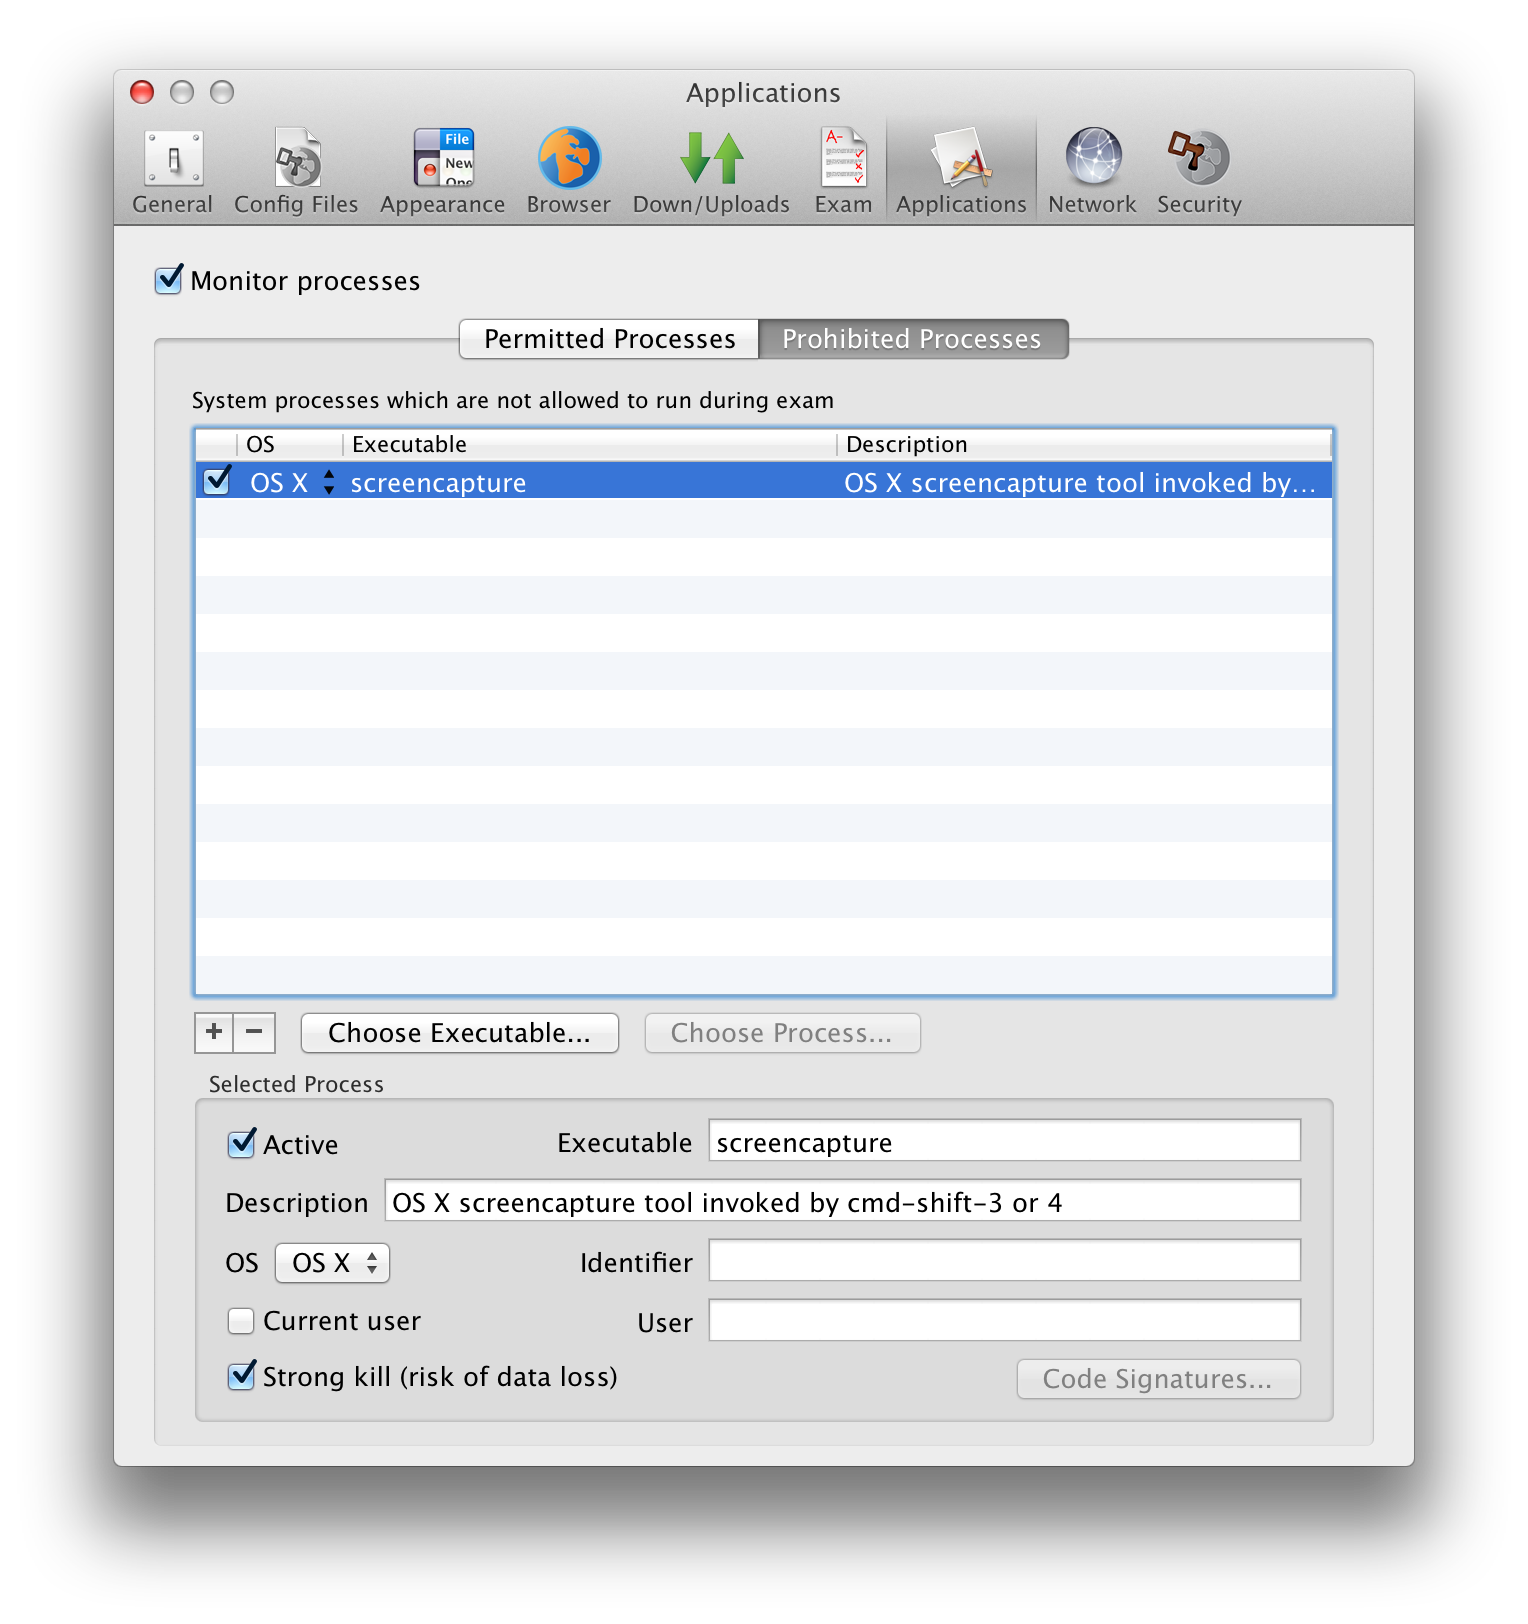 Applications
File
New
General Config Files Appearance Browser Down/Uploads Exam Applications Network Security
A-
Monitor processes
Permitted Processes Prohibited Processes
System processes which are not allowed to run during exam
OS Executable Description
OS X screencapture OS X screencapture tool invoked by...
+ − Choose Executable... Choose Process...
Selected Process
Active Executable screencapture
Description OS X screencapture tool invoked by cmd-shift-3 or 4
OS OS X Identifier
Current user User
Strong kill (risk of data loss) Code Signatures...